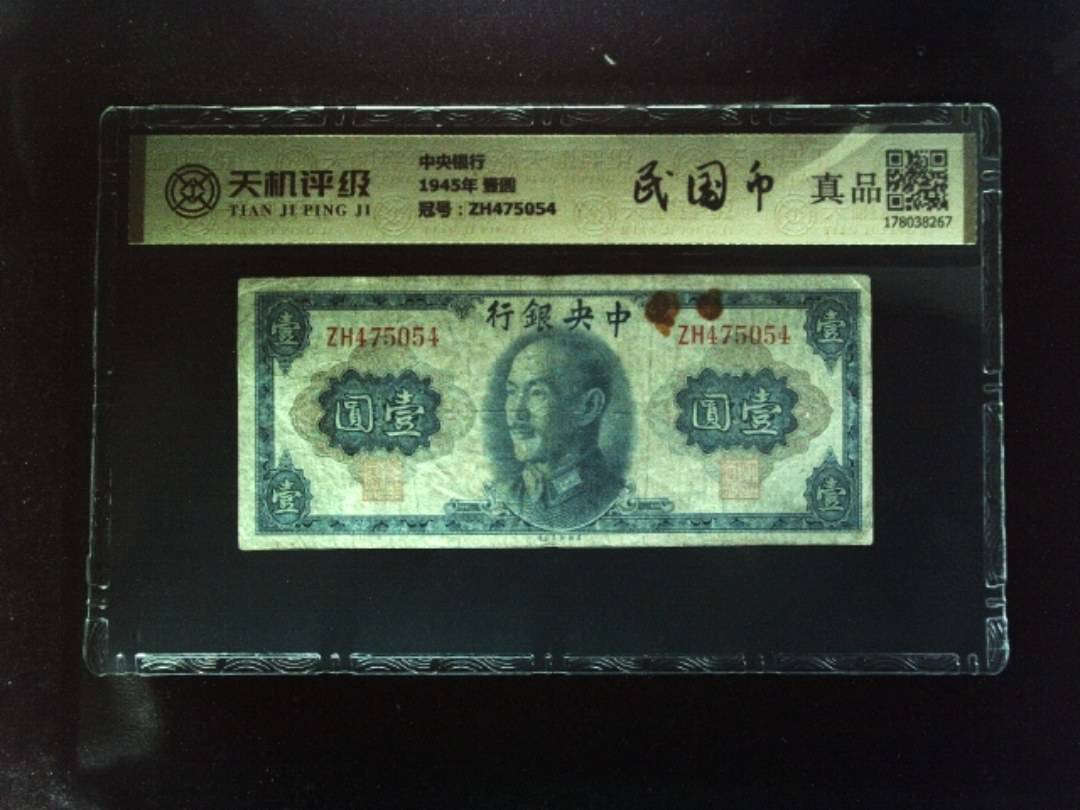 天机评级
TIAN JI PING JI
中央银行
1945年 壹圆
冠号：ZH475054
民国币
真品
178038267
行銀央中
ZH475054
ZH475054
壹
壹
圓壹
圓壹
壹
壹